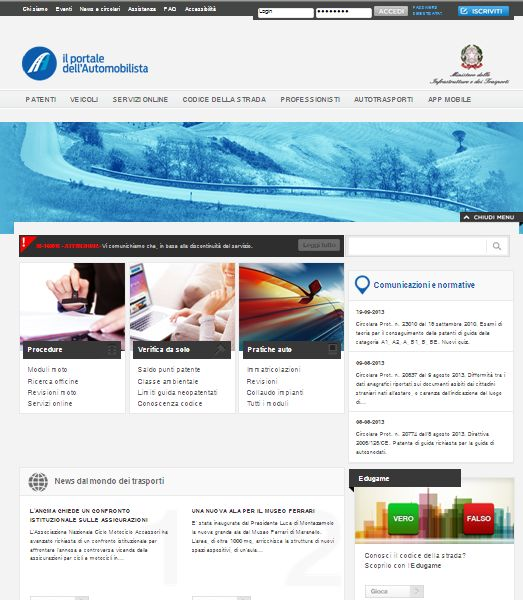 Chi siamo Eventi News e circolari Assistenza FAQ Accessibilità
Login
ACCEDI
PASSWORD
DIMENTICATA?
ISCRIVITI
il portale
dell'Automobilista
Ministero delle
Infrastrutture e dei Trasporti
PATENTI VEICOLI SERVIZI ONLINE CODICE DELLA STRADA PROFESSIONISTI AUTOTRASPORTI APP MOBILE
CHIUDI MENU
ATTENZIONE - Vi comunichiamo che, in base alla discontinuità del servizio.
Leggi tutto
Procedure
Moduli moto
Ricerca officine
Revisioni moto
Servizi online
Verifica da solo
Saldo punti patente
Classe ambientale
Limiti guida neopatentati
Conoscenza codice
Pratiche auto
Immatricolazioni
Revisioni
Collaudo impianti
Tutti i moduli
Comunicazioni e normative
19-09-2013
Circolare Prot. n. 23010 del 18 settembre 2010. Esami di
teoria per il conseguimento delle patenti di guida delle
categoria A1, A2, A, B1, B, BE. Nuovi quiz.
09-08-2013
Circolare Prot. n. 20837 del 9 agosto 2013. Difformità tra i
dati anagrafici riportati sui documenti esibiti dai cittadini
stranieri nati all'estero, o carenza dell'indicazione del luogo
di...
08-08-2013
Circolare Prot. n. 20774 del 8 agosto 2013. Direttiva
2006/126/CE. Patente di guida richiesta per la guida di
autosnodati.
News dal mondo dei trasporti
L'ANCMA CHIEDE UN CONFRONTO
ISTITUZIONALE SULLE ASSICURAZIONI
L'Associazione Nazionale Ciclo Motociclo Accessori ha
avanzato richiesta di un confronto istituzionale per
affrontare l'annosa e controversa vicenda delle
assicurazioni per cicli e motocicli in...
1
UNA NUOVA ALA PER IL MUSEO FERRARI
E' stata inaugurata dal Presidente Luca di Montezemolo
la nuova grande ala del Museo Ferrari di Maranello.
L'area, di oltre 1000 mq, arricchisce la struttura di nuovi
spazi espositivi, di un'aula...
2
Edugame
VERO FALSO
Conosci il codice della strada?
Scoprilo con l'Edugame
Gioca